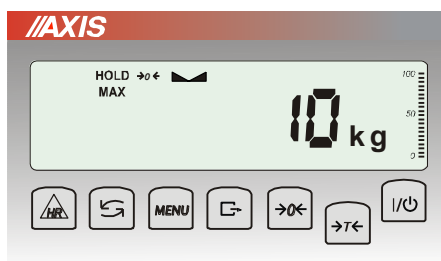 //AXIS
HOLD →0←
MAX
100
50
0
10 kg
HR
MENU
→0←
I/⏻
→T←